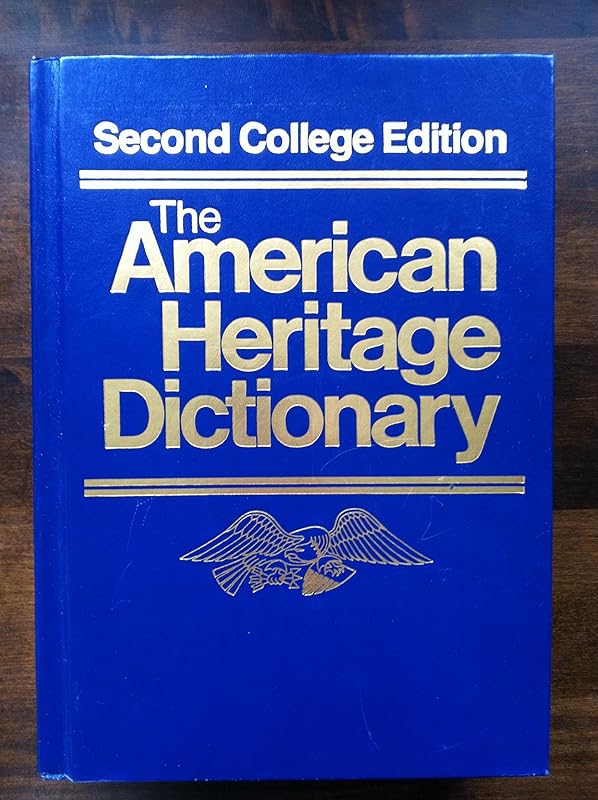 Second College Edition
The
American
Heritage
Dictionary